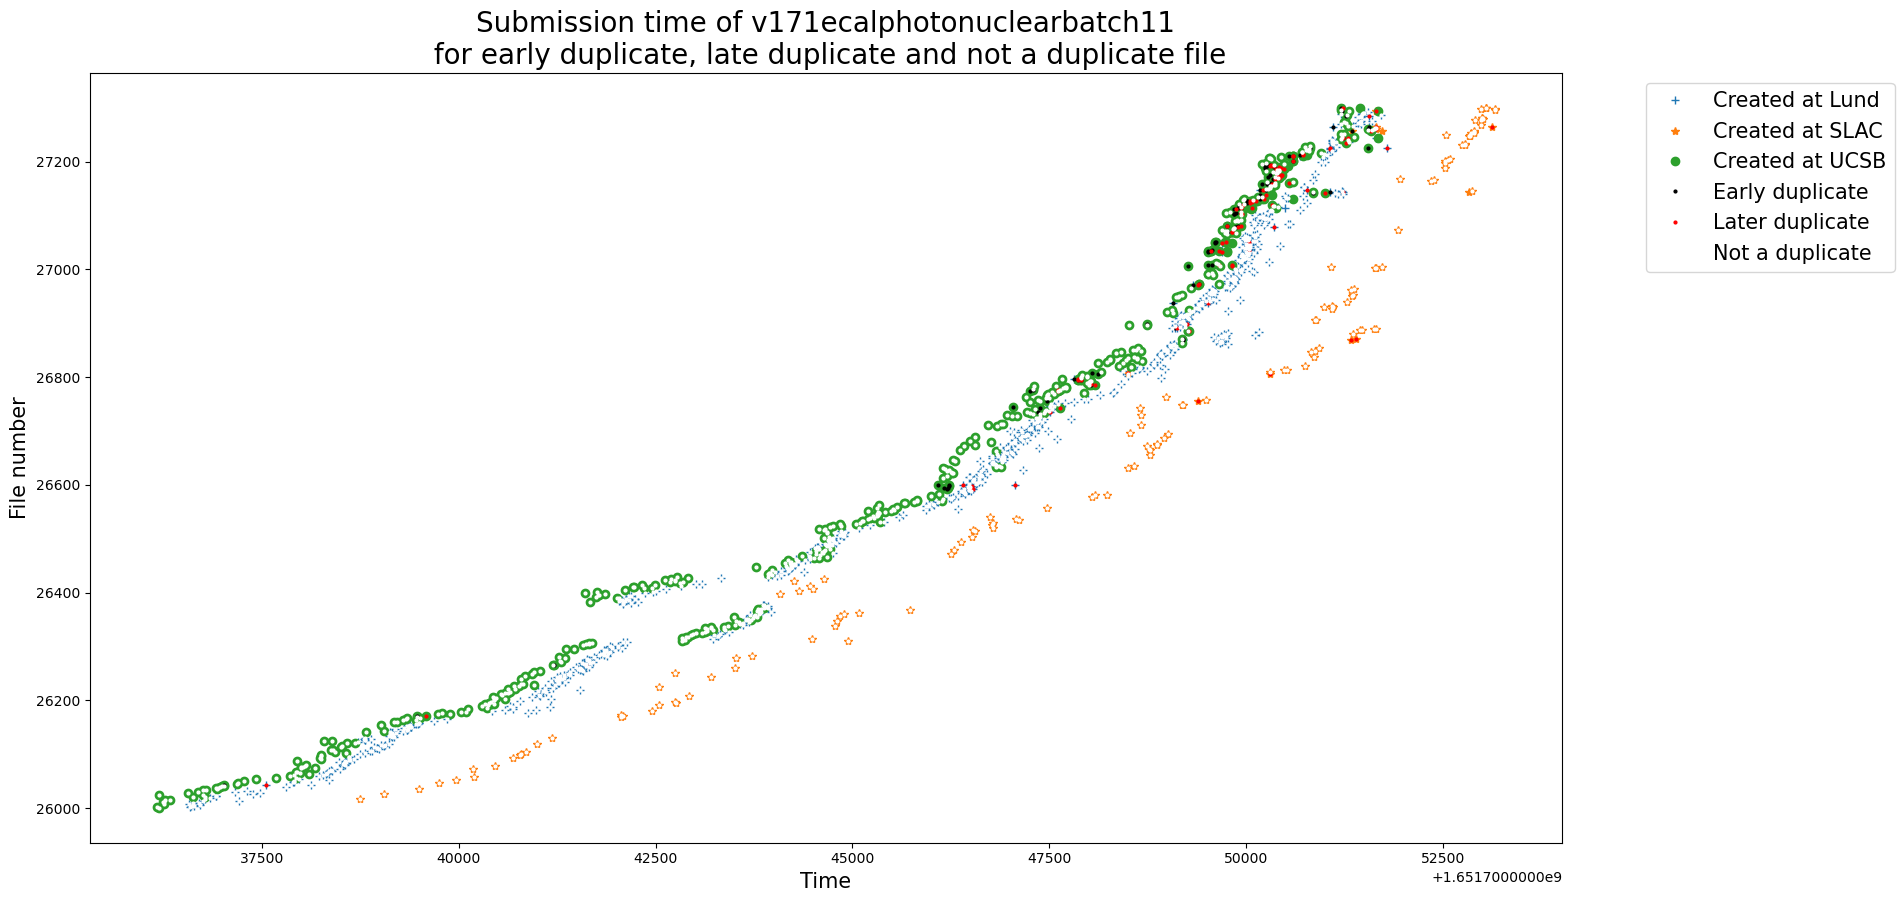 Submission time of v171ecalphotonuclearbatch11
for early duplicate, late duplicate and not a duplicate file
Created at Lund
Created at SLAC
Created at UCSB
Early duplicate
Later duplicate
Not a duplicate
File number
27200
27000
26800
26600
26400
26200
26000
37500
40000
42500
45000
47500
50000
52500
+1.6517000000e9
Time